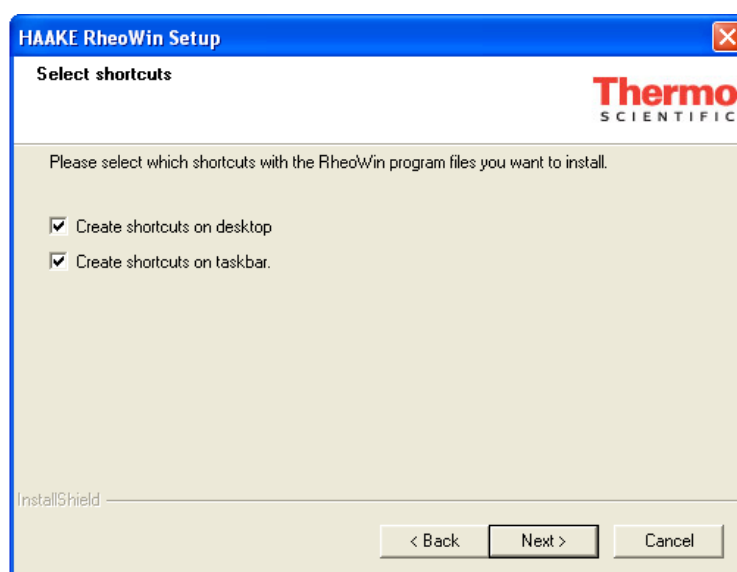 HAAKE RheoWin Setup
Select shortcuts
Thermo
SCIENTIFIC
Please select which shortcuts with the RheoWin program files you want to install.
Create shortcuts on desktop
Create shortcuts on taskbar.
InstallShield
< Back Next > Cancel